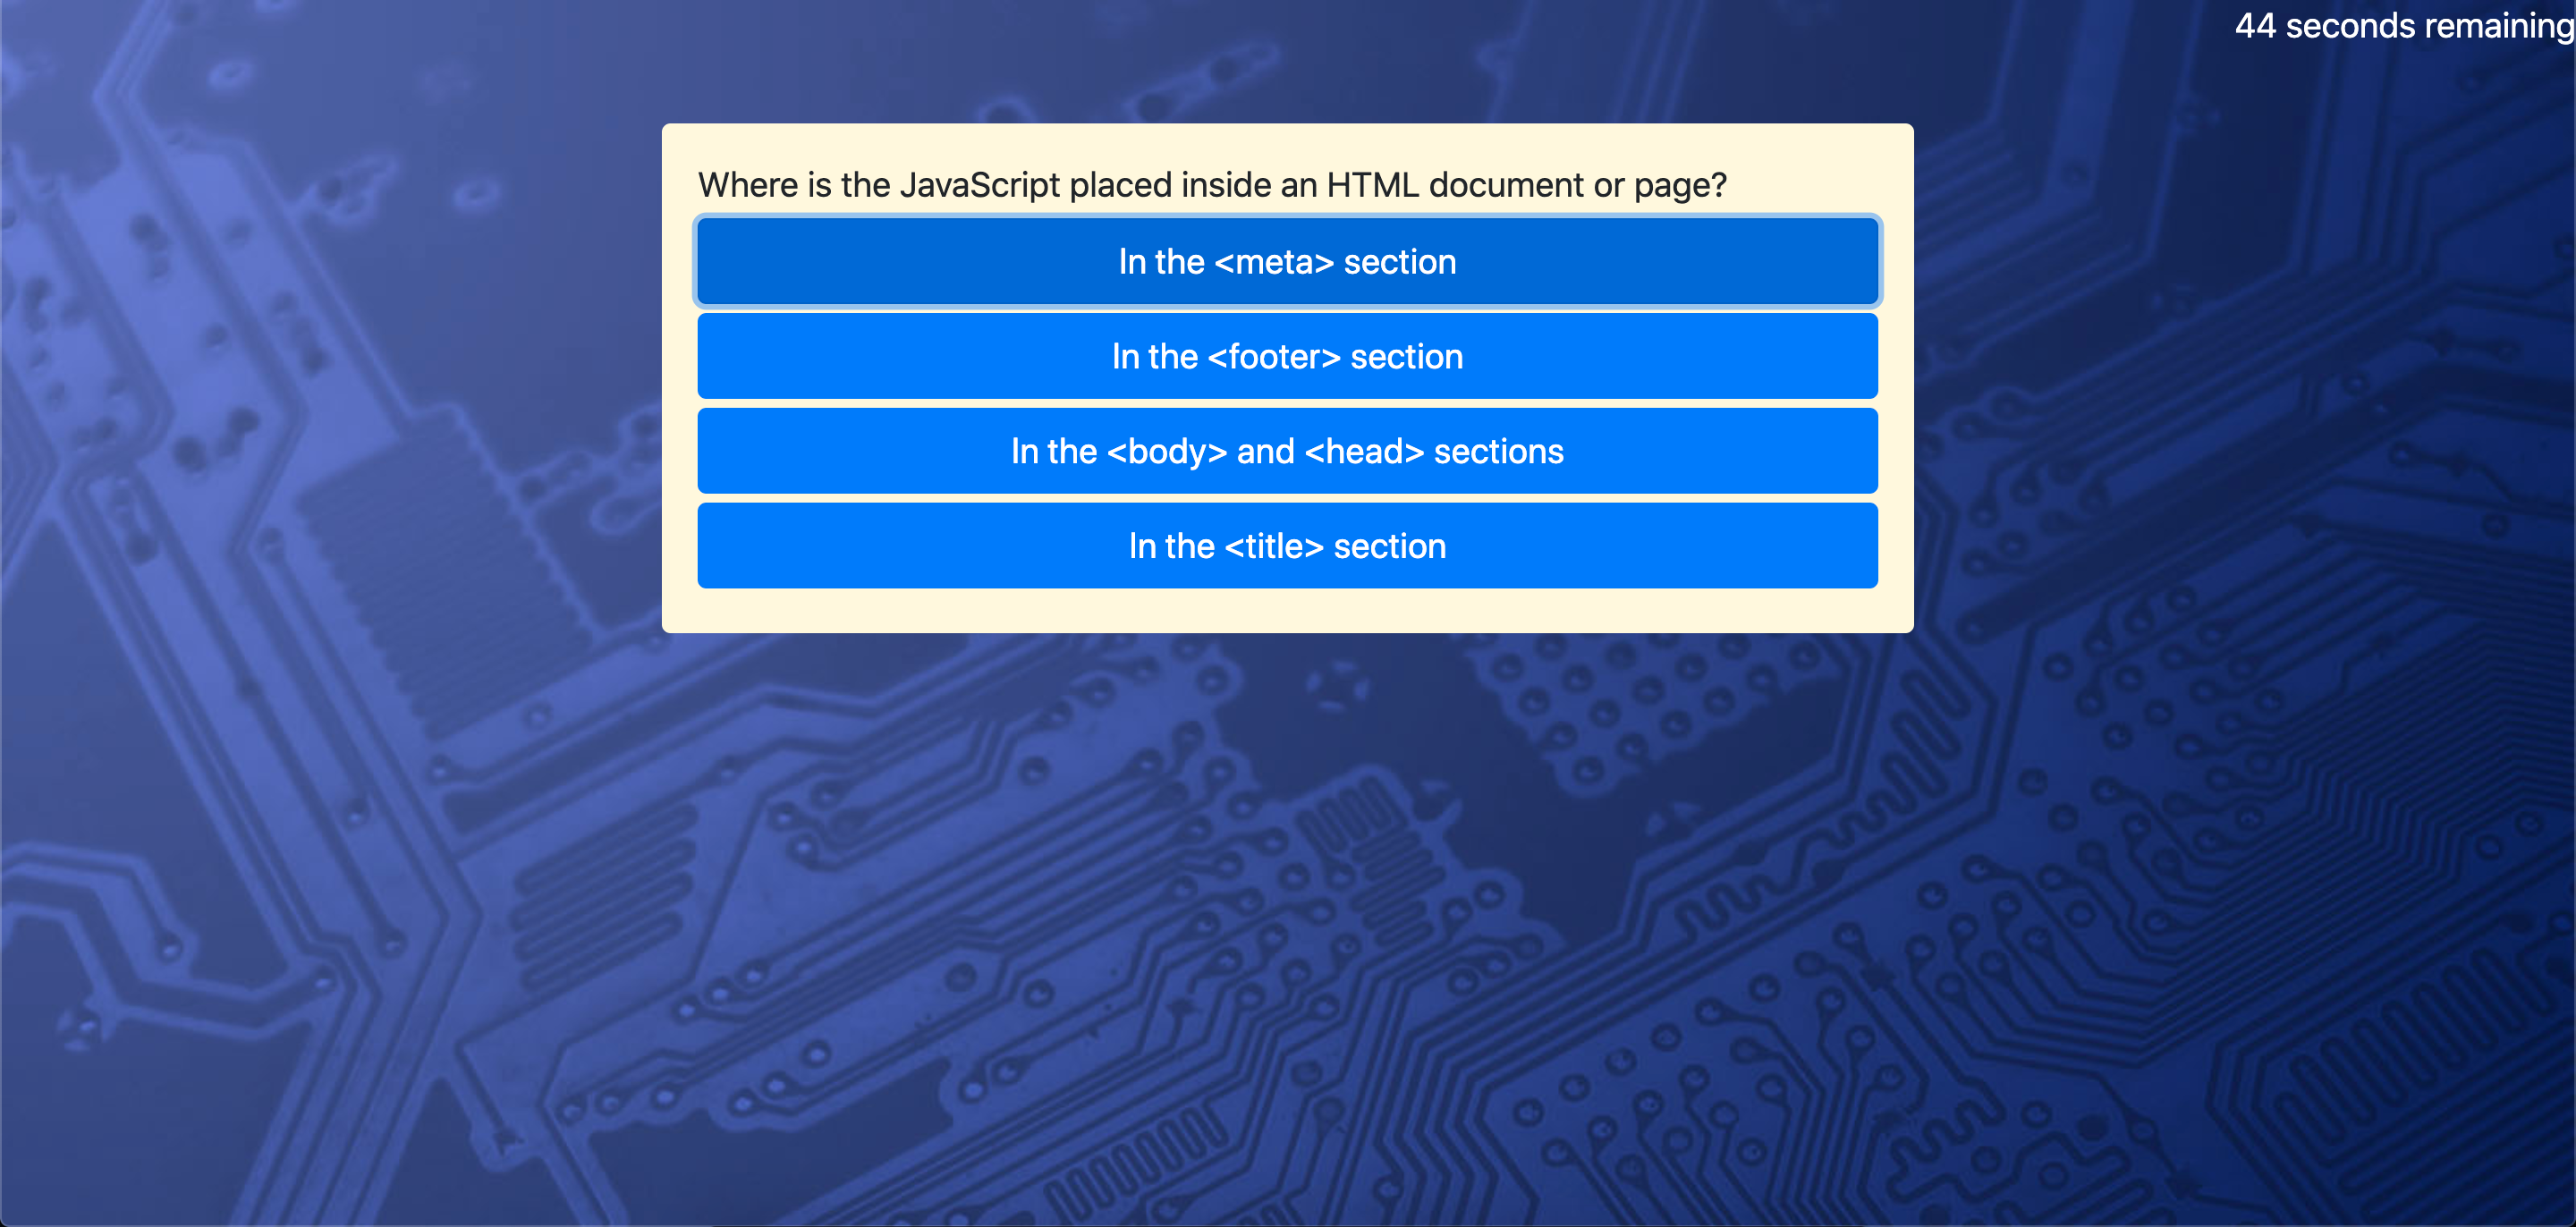 44 seconds remaining
Where is the JavaScript placed inside an HTML document or page?
In the <meta> section
In the <footer> section
In the <body> and <head> sections
In the <title> section